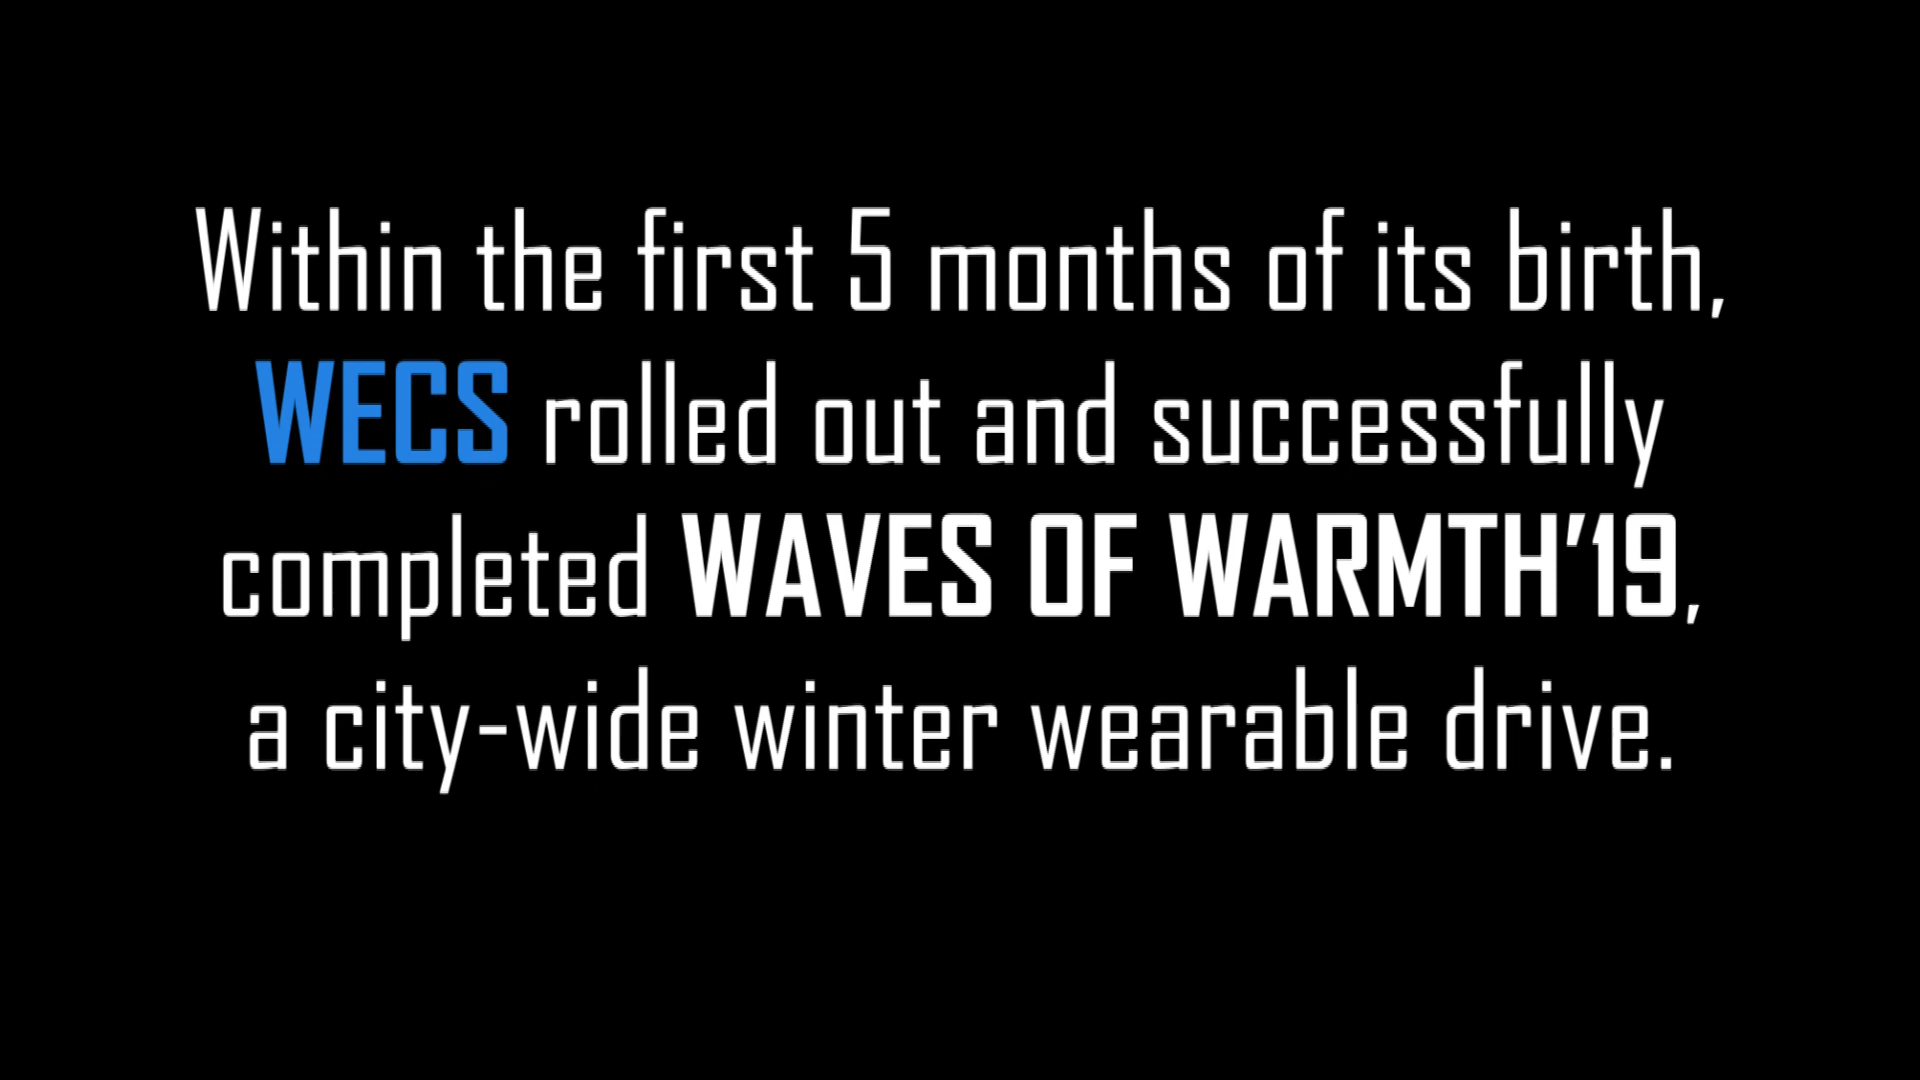 Within the first 5 months of its birth,
WECS rolled out and successfully
completed WAVES OF WARMTH'19,
a city-wide winter wearable drive.